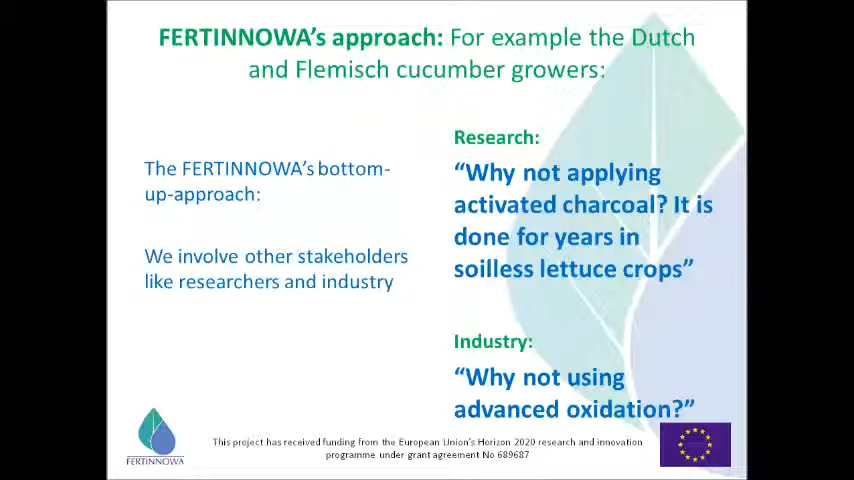 FERTINNOWA's approach: For example the Dutch
and Flemisch cucumber growers:
The FERTINNOWA's bottom-
up-approach:
We involve other stakeholders
like researchers and industry
Research:
“Why not applying
activated charcoal? It is
done for years in
soilless lettuce crops”
Industry:
“Why not using
advanced oxidation?”
FERTINNOWA
This project has received funding from the European Union's Horizon 2020 research and innovation
programme under grant agreement No 689687